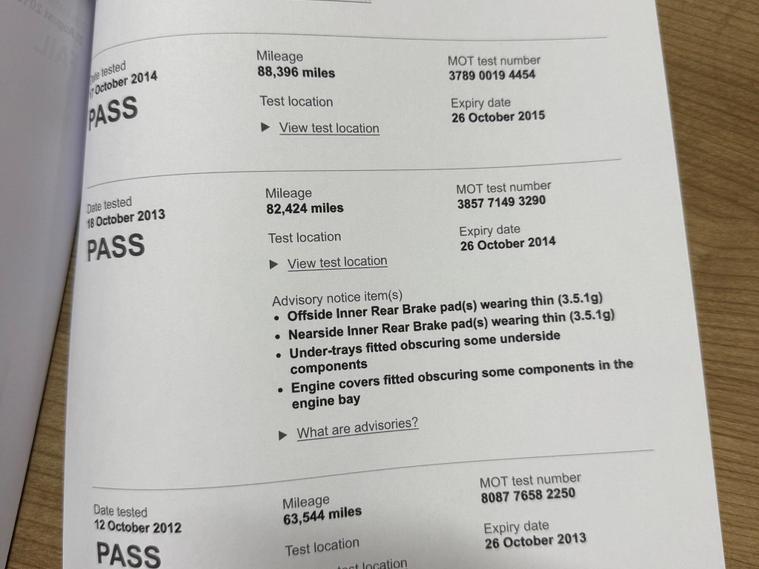 Date tested
17 October 2014
PASS
Mileage
88,396 miles
Test location
View test location
MOT test number
3789 0019 4454
Expiry date
26 October 2015
Date tested
18 October 2013
PASS
Mileage
82,424 miles
Test location
View test location
MOT test number
3857 7149 3290
Expiry date
26 October 2014
Advisory notice item(s)
• Offside Inner Rear Brake pad(s) wearing thin (3.5.1g)
• Nearside Inner Rear Brake pad(s) wearing thin (3.5.1g)
• Under-trays fitted obscuring some underside
components
• Engine covers fitted obscuring some components in the
engine bay
What are advisories?
Date tested
12 October 2012
PASS
Mileage
63,544 miles
Test location
test location
MOT test number
8087 7658 2250
Expiry date
26 October 2013